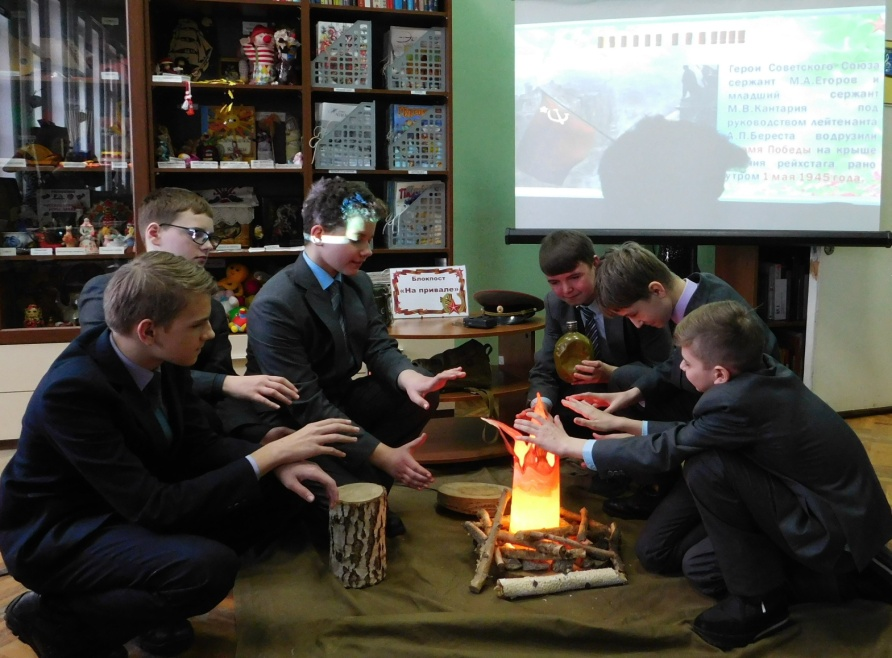 Герои Советского Союза
сержант М.А.Егоров и
младший сержант
М.В.Кантария под
руководством лейтенанта
А.П.Береста водрузили
Победы на крыше
рейхстага рано
утром 1 мая 1945 года.
Блокпост
«На привале»